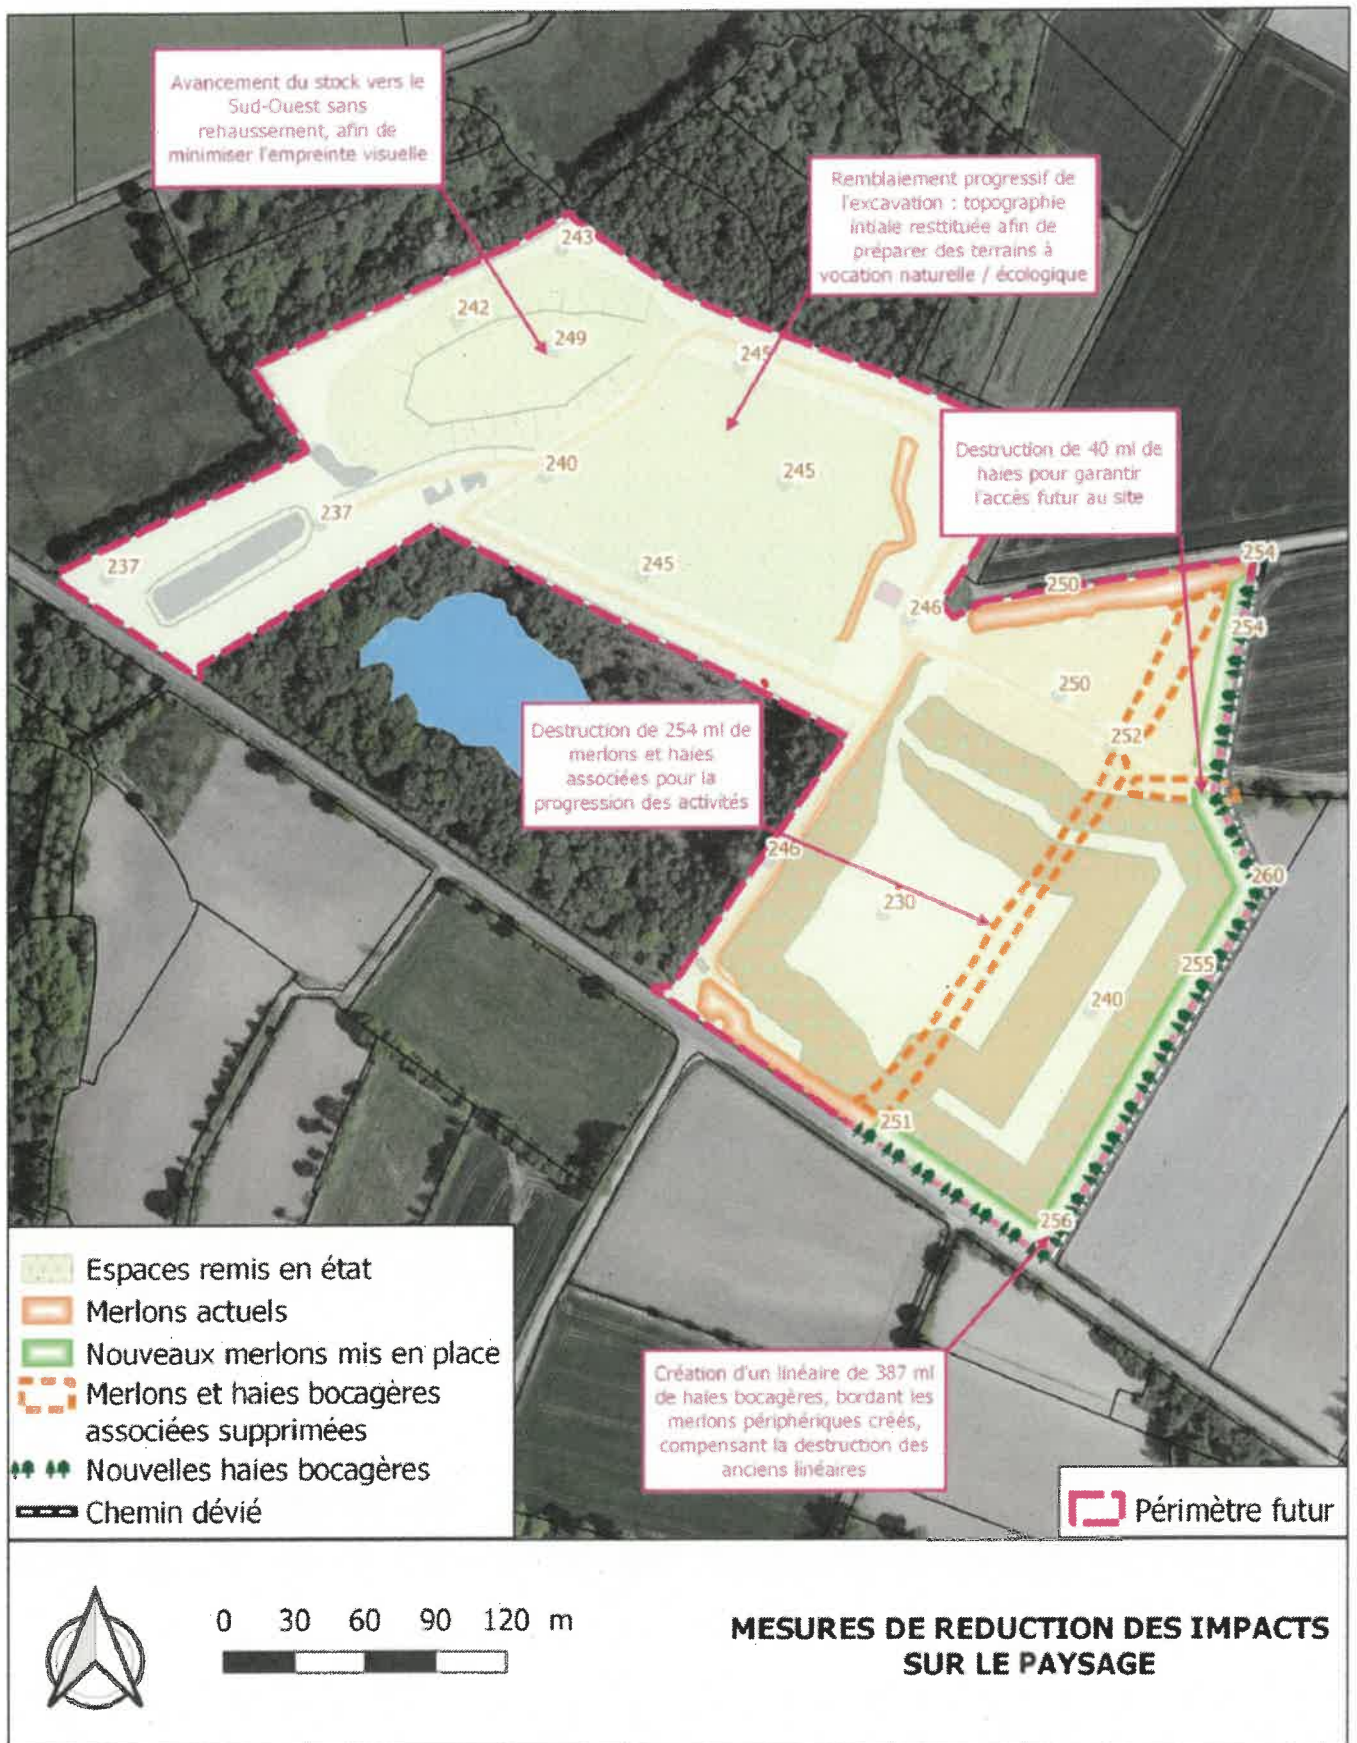 Avancement du stock vers le
Sud-Ouest sans
rehaussement, afin de
minimiser l'empreinte visuelle
Remblaiement progressif de
l'excavation : topographie
intiale resttituée afin de
préparer des terrains à
vocation naturelle / écologique
243
242
249
245
Destruction de 40 ml de
haies pour garantir
l'accès futur au site
240
245
237
237
245
246
250
254
254
250
252
Destruction de 254 ml de
merlons et haies
associées pour la
progression des activités
246
230
260
255
240
251
256
Création d'un linéaire de 387 ml
de haies bocagères, bordant les
merlons périphériques créés,
compensant la destruction des
anciens linéaires
Espaces remis en état
Merlons actuels
Nouveaux merlons mis en place
Merlons et haies bocagères
associées supprimées
Nouvelles haies bocagères
Chemin dévié
Périmètre futur
0 30 60 90 120 m
MESURES DE REDUCTION DES IMPACTS
SUR LE PAYSAGE